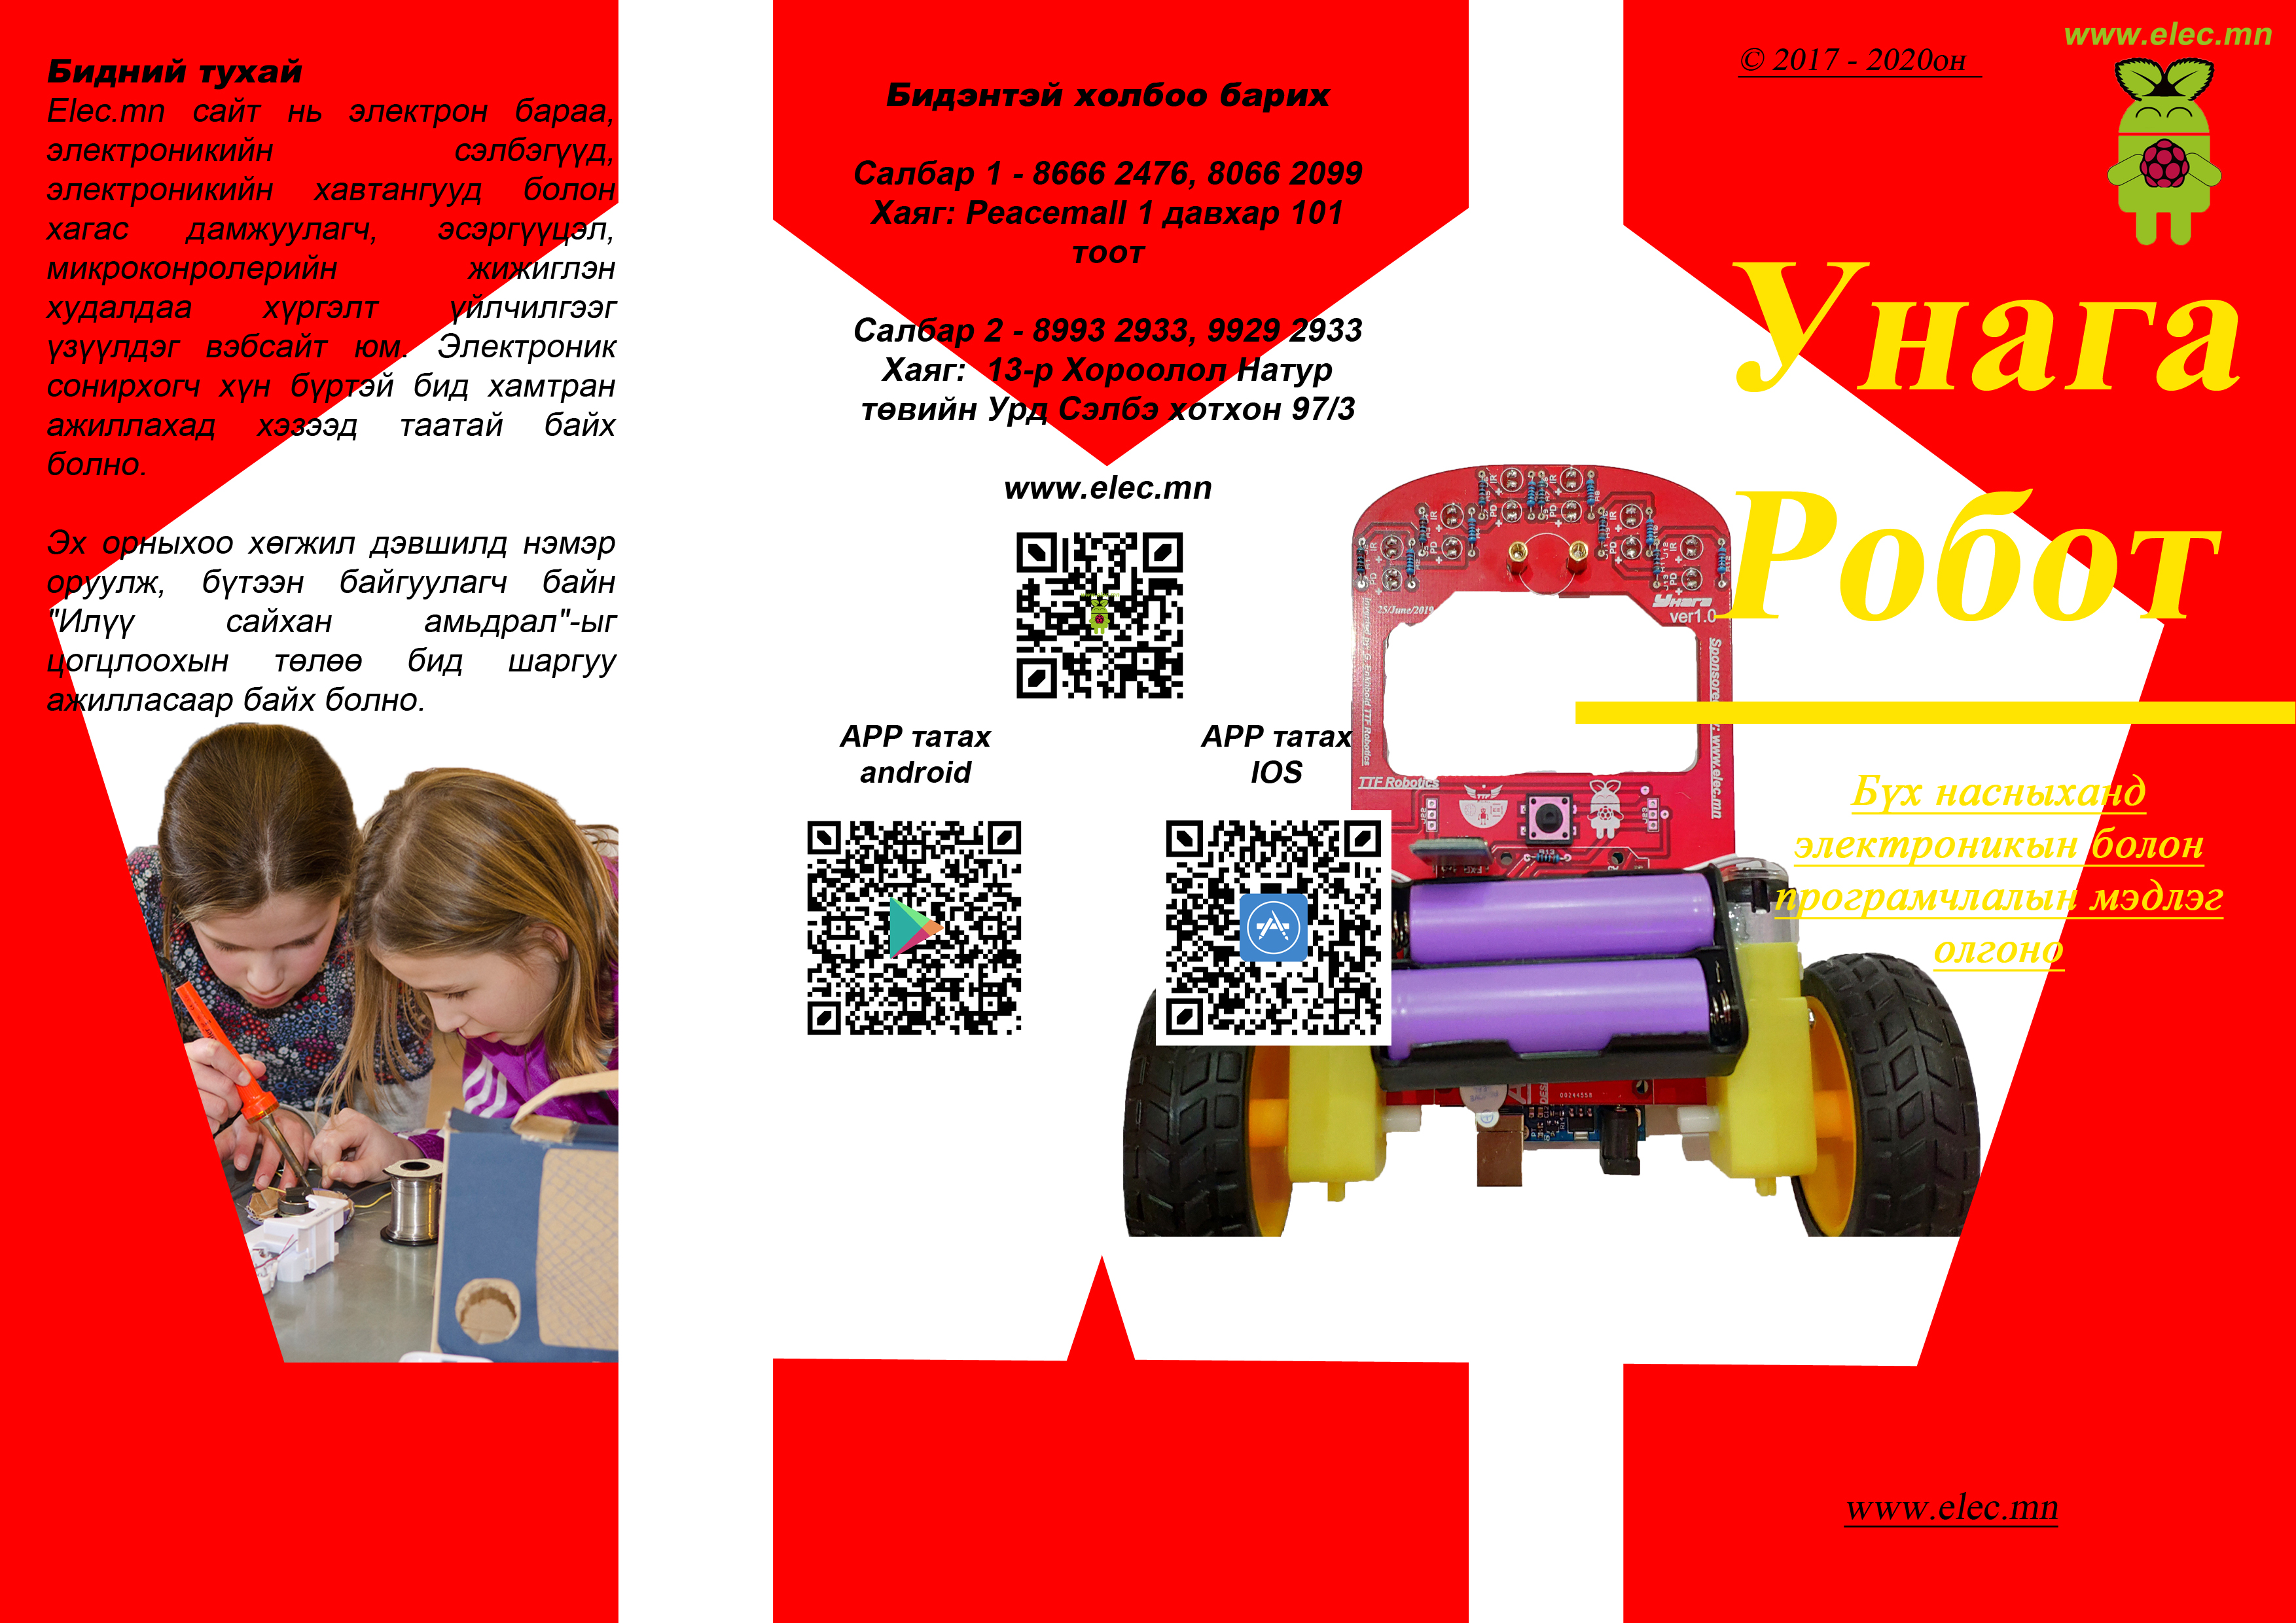 Бидний тухай
Elec.mn сайт нь электрон бараа,
электроникийн сэлбэгүүд,
электроникийн хавтангууд болон
хагас дамжуулагч, эсэргүүцэл,
микроконролерийн жижиглэн
худалдаа хүргэлт үйлчилгээг
үзүүлдэг вэбсайт юм. Электроник
сонирхогч хүн бүртэй бид хамтран
ажиллахад хэзээд таатай байх
болно.
Эх орныхоо хөгжил дэвшилд нэмэр
оруулж, бүтээн байгуулагч байн
"Илүү сайхан амьдрал"-ыг
цогцлоохын төлөө бид шаргуу
ажилласаар байх болно.
Бидэнтэй холбоо барих
Салбар 1 - 8666 2476, 8066 2099
Хаяг: Peacemall 1 давхар 101
тоот
Салбар 2 - 8993 2933, 9929 2933
Хаяг: 13-р Хороолол Натур
төвийн Урд Сэлбэ хотхон 97/3
www.elec.mn
APP татах
android
APP татах
IOS
© 2017 - 2020он
www.elec.mn
Унага
Робот
Бүх насныханд
электроникын болон
програмчлалын мэдлэг
олгоно
25/June/2019
Унага
ver1.0
TTF Robotics
www.elec.mn
00244558
www.elec.mn